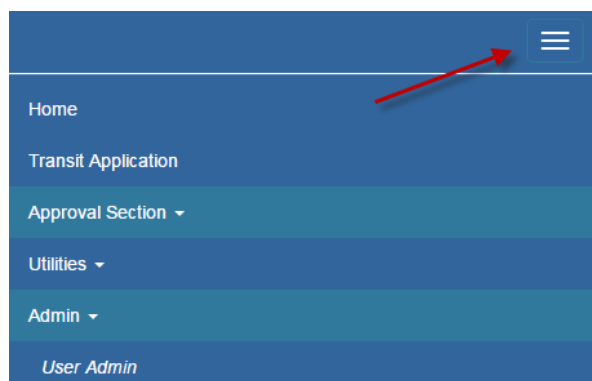 Home
Transit Application
Approval Section
Utilities
Admin
User Admin